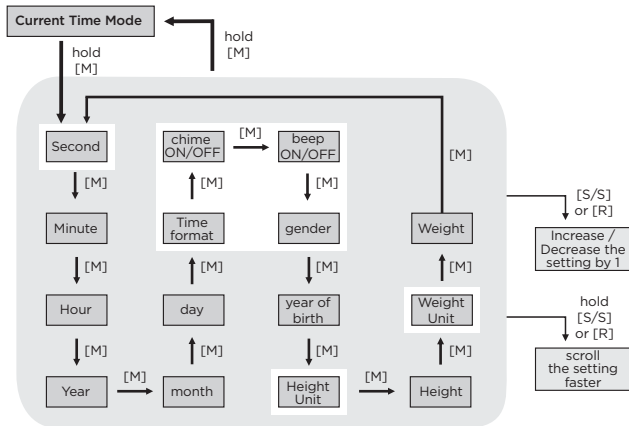 Current Time Mode
hold
[M]
hold
[M]
Second
chime
ON/OFF
[M]
beep
ON/OFF
[M]
[M]
[M]
[M]
Minute
Time
format
gender
Weight
[M]
[M]
[M]
[M]
Hour
day
year of
birth
Weight
Unit
[M]
[M]
[M]
[M]
Year
[M]
month
Height
Unit
[M]
Height
[S/S]
or [R]
Increase /
Decrease the
setting by 1
hold
[S/S]
or [R]
scroll
the setting
faster